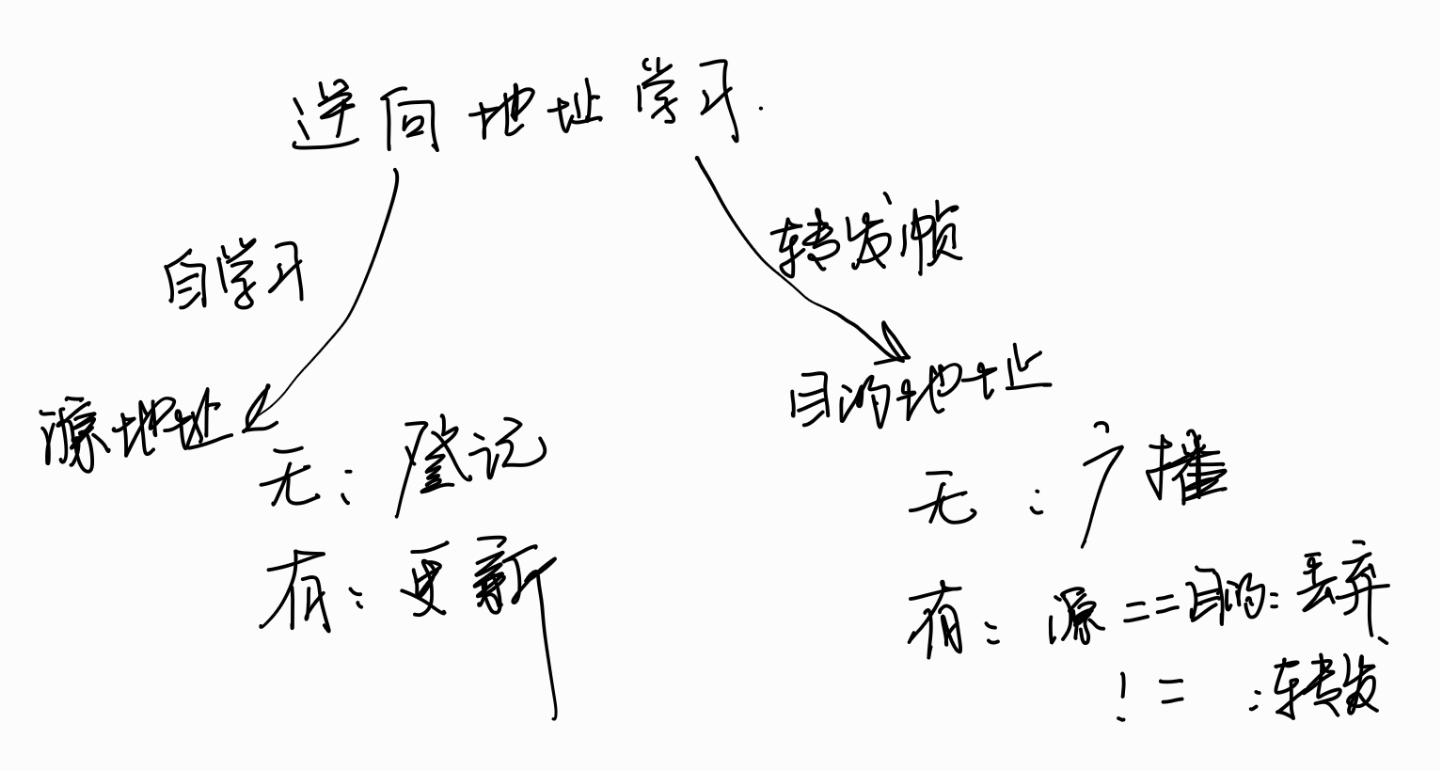 逆向地址学习.
自学习
转发帧
源地址
无：登记
有：更新
目的地址
无：广播
有：源==目的：丢弃
!= ：转发